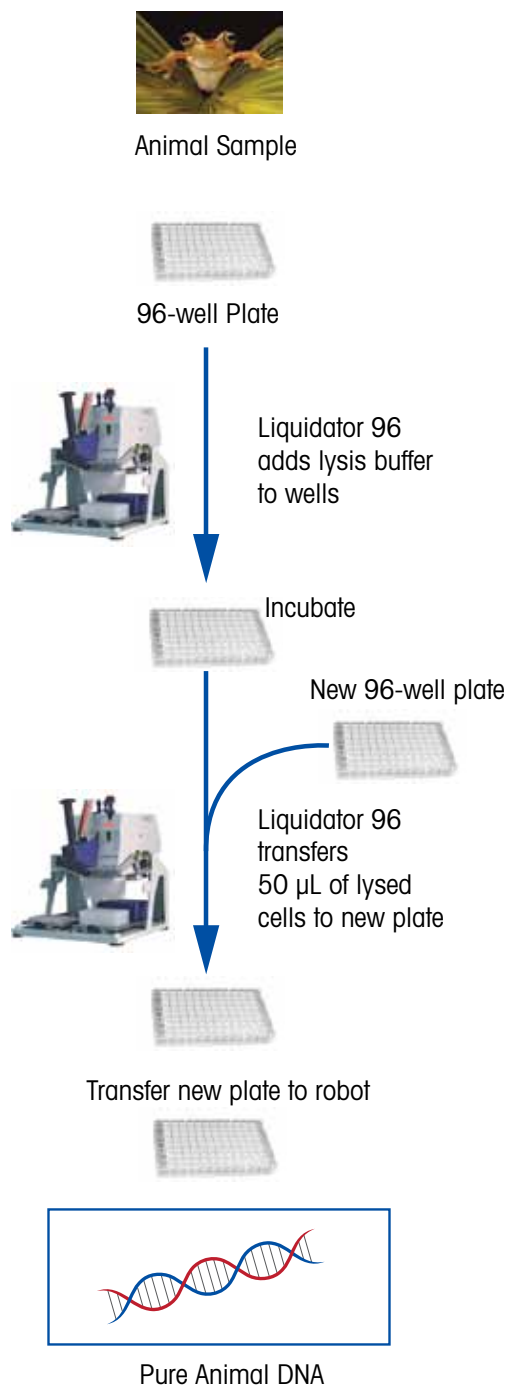 Animal Sample
96-well Plate
Liquidator 96
adds lysis buffer
to wells
Incubate
New 96-well plate
Liquidator 96
transfers
50 µL of lysed
cells to new plate
Transfer new plate to robot
Pure Animal DNA